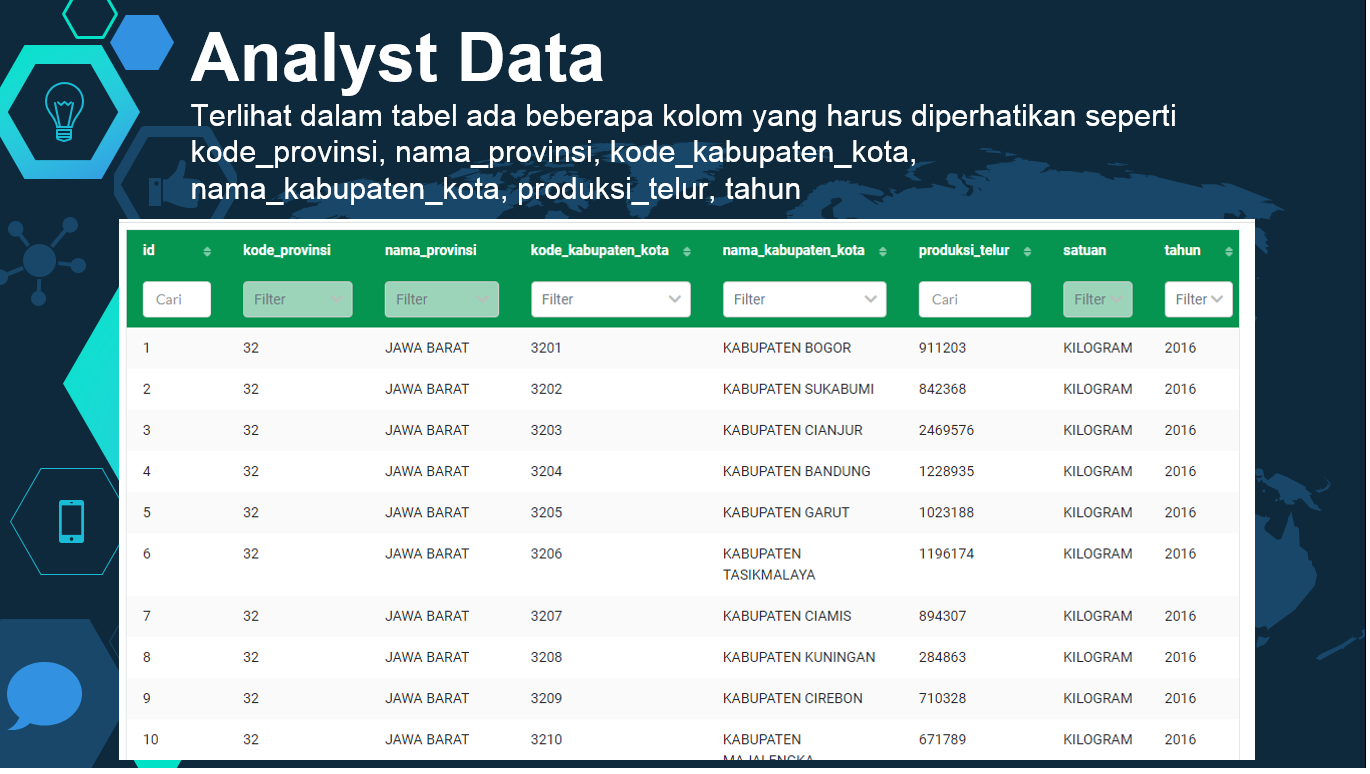 Analyst Data
Terlihat dalam tabel ada beberapa kolom yang harus diperhatikan seperti
kode_provinsi, nama_provinsi, kode_kabupaten_kota,
nama_kabupaten_kota, produksi_telur, tahun
id kode_provinsi nama_provinsi kode_kabupaten_kota nama_kabupaten_kota produksi_telur satuan tahun
Cari Filter Filter Filter Filter Cari Filter Filter
1 32 JAWA BARAT 3201 KABUPATEN BOGOR 911203 KILOGRAM 2016
2 32 JAWA BARAT 3202 KABUPATEN SUKABUMI 842368 KILOGRAM 2016
3 32 JAWA BARAT 3203 KABUPATEN CIANJUR 2469576 KILOGRAM 2016
4 32 JAWA BARAT 3204 KABUPATEN BANDUNG 1228935 KILOGRAM 2016
5 32 JAWA BARAT 3205 KABUPATEN GARUT 1023188 KILOGRAM 2016
6 32 JAWA BARAT 3206 KABUPATEN 1196174 KILOGRAM 2016
TASIKMALAYA
7 32 JAWA BARAT 3207 KABUPATEN CIAMIS 894307 KILOGRAM 2016
8 32 JAWA BARAT 3208 KABUPATEN KUNINGAN 284863 KILOGRAM 2016
9 32 JAWA BARAT 3209 KABUPATEN CIREBON 710328 KILOGRAM 2016
10 32 JAWA BARAT 3210 KABUPATEN 671789 KILOGRAM 2016
MAJALENGKA